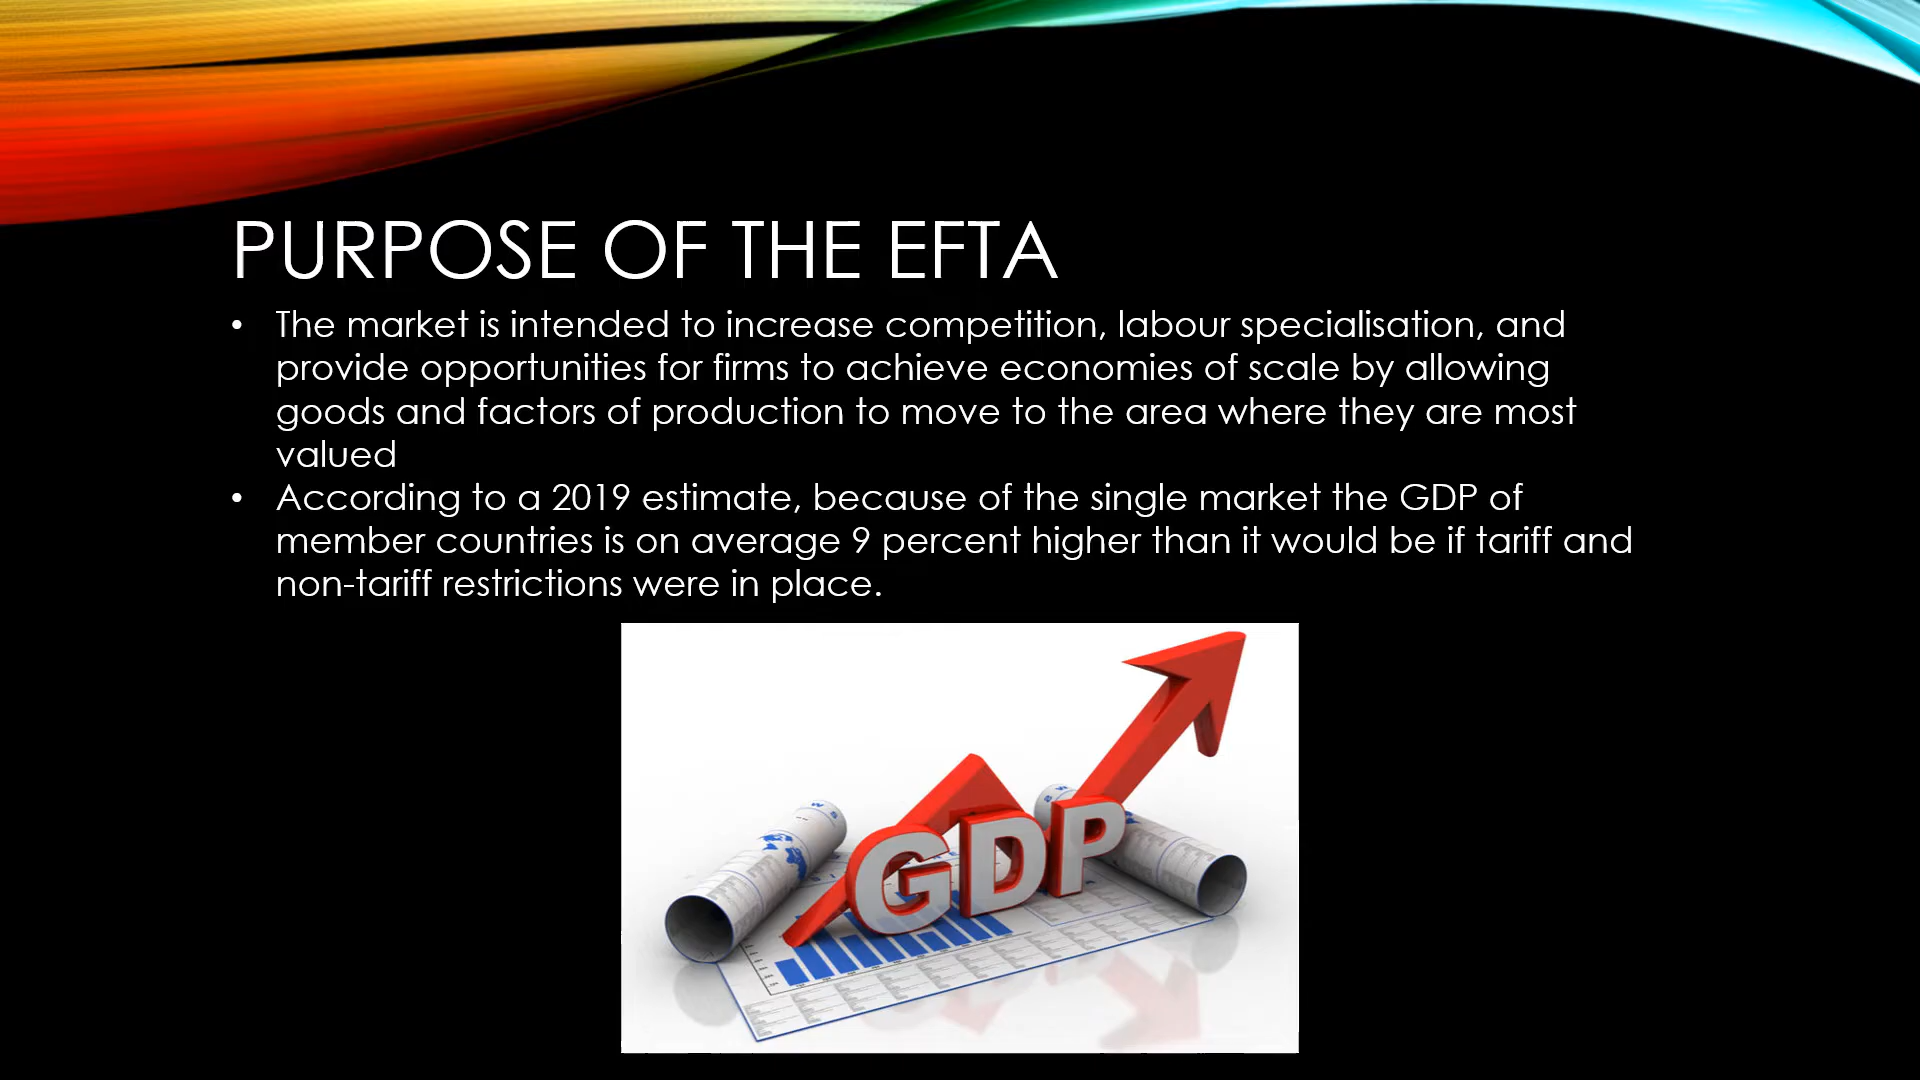 PURPOSE OF THE EFTA
• The market is intended to increase competition, labour specialisation, and
provide opportunities for firms to achieve economies of scale by allowing
goods and factors of production to move to the area where they are most
valued
• According to a 2019 estimate, because of the single market the GDP of
member countries is on average 9 percent higher than it would be if tariff and
non-tariff restrictions were in place.
GDP